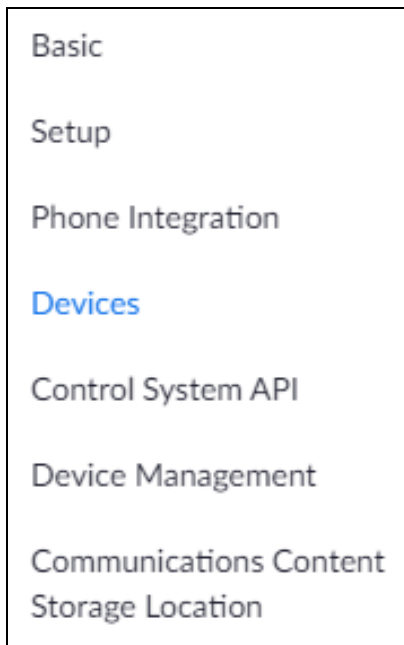 Basic
Setup
Phone Integration
Devices
Control System API
Device Management
Communications Content
Storage Location